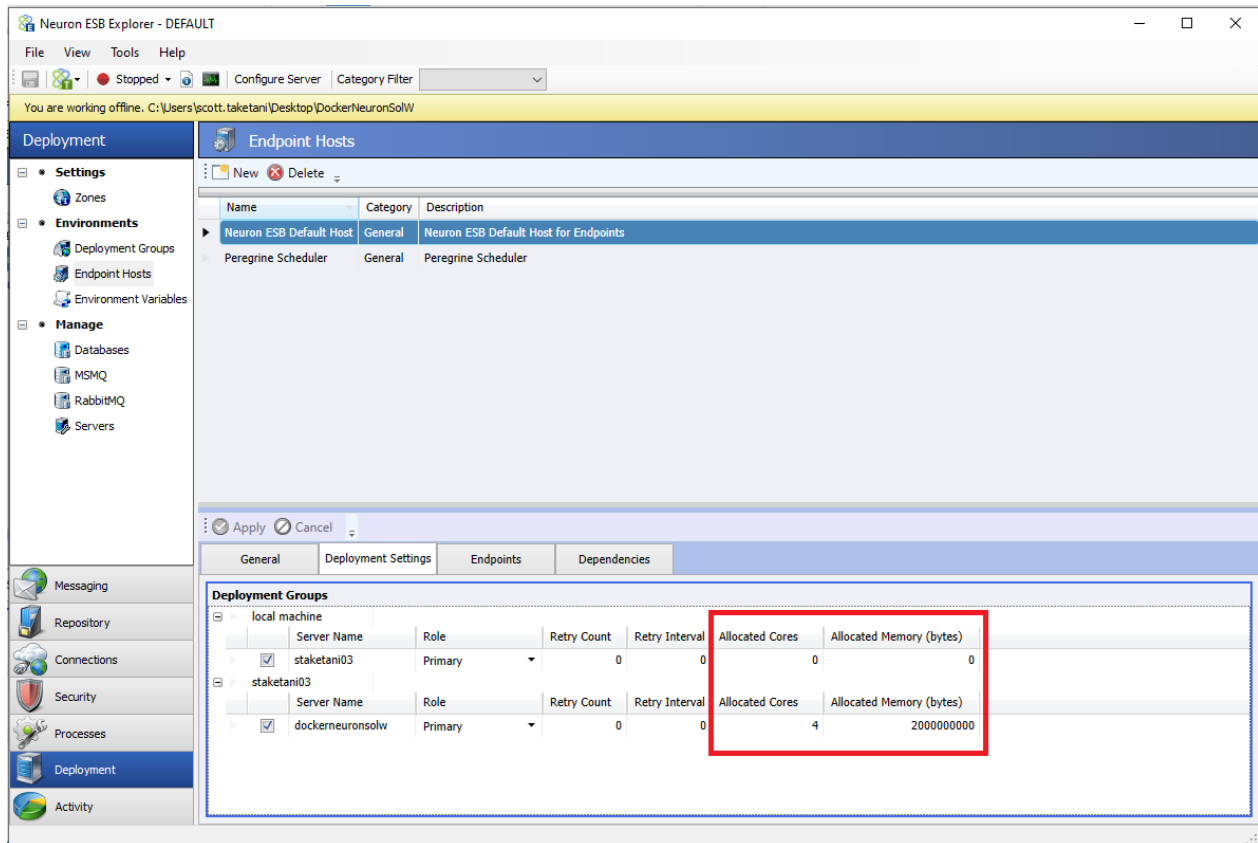 Neuron ESB Explorer - DEFAULT
File View Tools Help
Stopped Configure Server Category Filter
You are working offline. C:\Users\scott.taketani\Desktop\DockerNeuronSolW
Deployment
Settings
Zones
Environments
Deployment Groups
Endpoint Hosts
Environment Variables
Manage
Databases
MSMQ
RabbitMQ
Servers
Messaging
Repository
Connections
Security
Processes
Deployment
Activity
Endpoint Hosts
New Delete
Name Category Description
Neuron ESB Default Host General Neuron ESB Default Host for Endpoints
Peregrine Scheduler General Peregrine Scheduler
Apply Cancel
General Deployment Settings Endpoints Dependencies
Deployment Groups
local machine
Server Name Role Retry Count Retry Interval Allocated Cores Allocated Memory (bytes)
staketani03 Primary 0 0 0 0
staketani03
Server Name Role Retry Count Retry Interval Allocated Cores Allocated Memory (bytes)
dockerneuronsolw Primary 0 0 4 2000000000